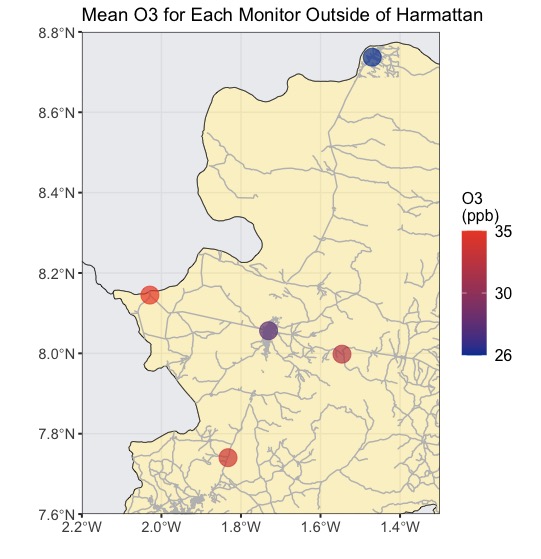 Mean O3 for Each Monitor Outside of Harmattan
8.8°N
8.6°N
8.4°N
8.2°N
8.0°N
7.8°N
7.6°N
2.2°W 2.0°W 1.8°W 1.6°W 1.4°W
O3
(ppb)
35
30
26